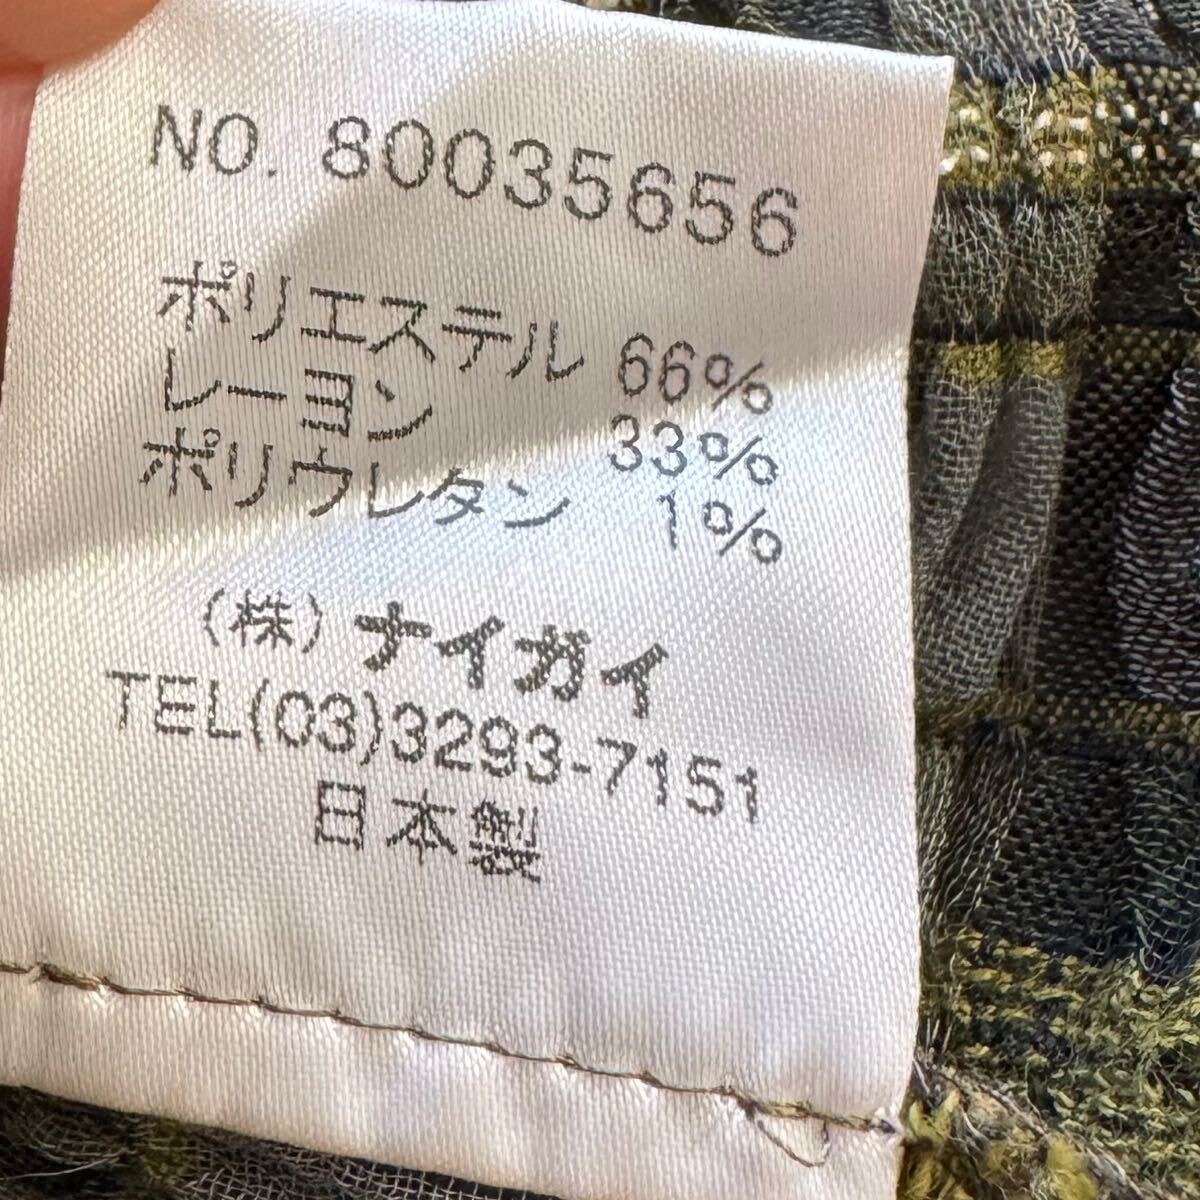 NO. 80035656
ポリエステル 66%
レーヨン 33%
ポリウレタン 1%
(株) ナイガイ
TEL(03)3293-7151
日本製